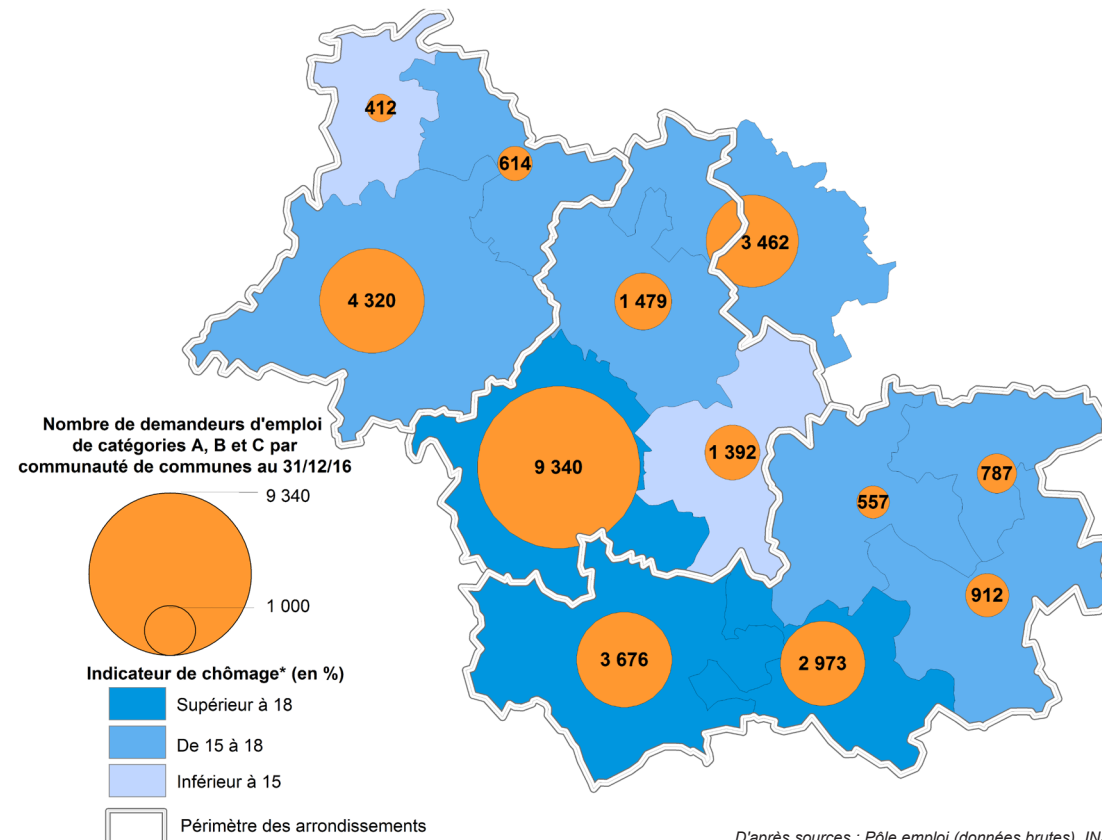 412
614
3 462
4 320
1 479
9 340
1 392
787
557
912
3 676
2 973
Nombre de demandeurs d'emploi
de catégories A, B et C par
communauté de communes au 31/12/16
9 340
1 000
Indicateur de chômage* (en %)
Supérieur à 18
De 15 à 18
Inférieur à 15
Périmètre des arrondissements
D'après sources : Pôle emploi (données brutes), IN